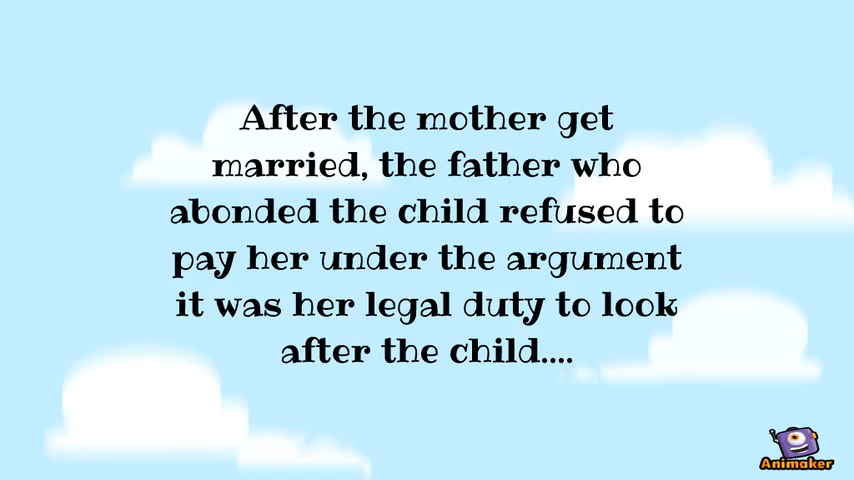 After the mother get
married, the father who
abonded the child refused to
pay her under the argument
it was her legal duty to look
after the child....
Animaker